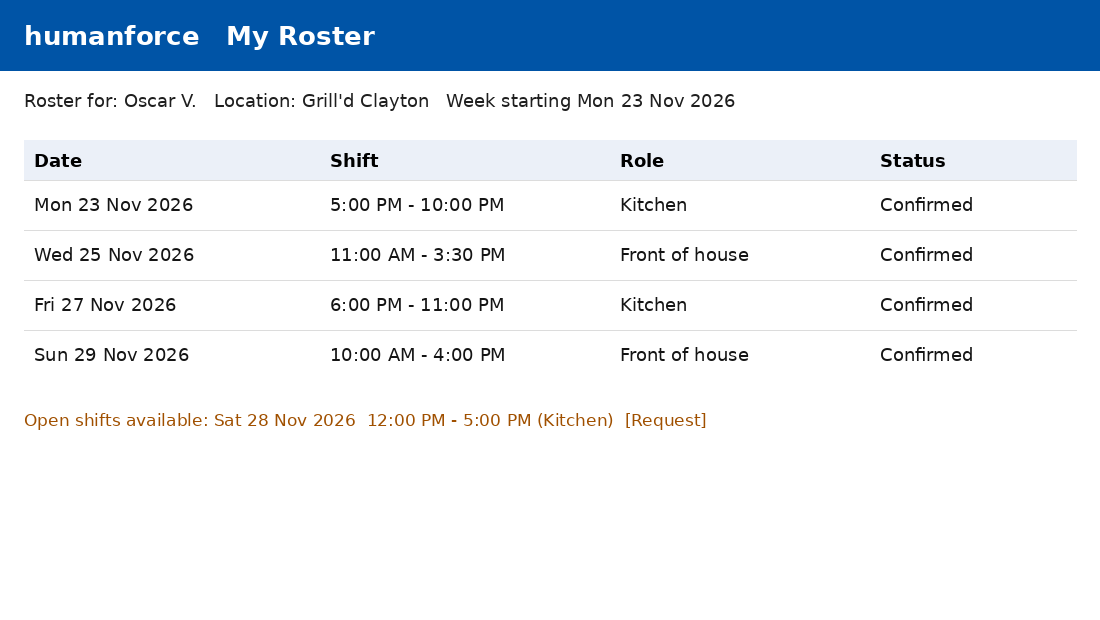 humanforce My Roster
Roster for: Oscar V. Location: Grill'd Clayton Week starting Mon 23 Nov 2026
Date Shift Role Status
Mon 23 Nov 2026 5:00 PM - 10:00 PM Kitchen Confirmed
Wed 25 Nov 2026 11:00 AM - 3:30 PM Front of house Confirmed
Fri 27 Nov 2026 6:00 PM - 11:00 PM Kitchen Confirmed
Sun 29 Nov 2026 10:00 AM - 4:00 PM Front of house Confirmed
Open shifts available: Sat 28 Nov 2026 12:00 PM - 5:00 PM (Kitchen) [Request]